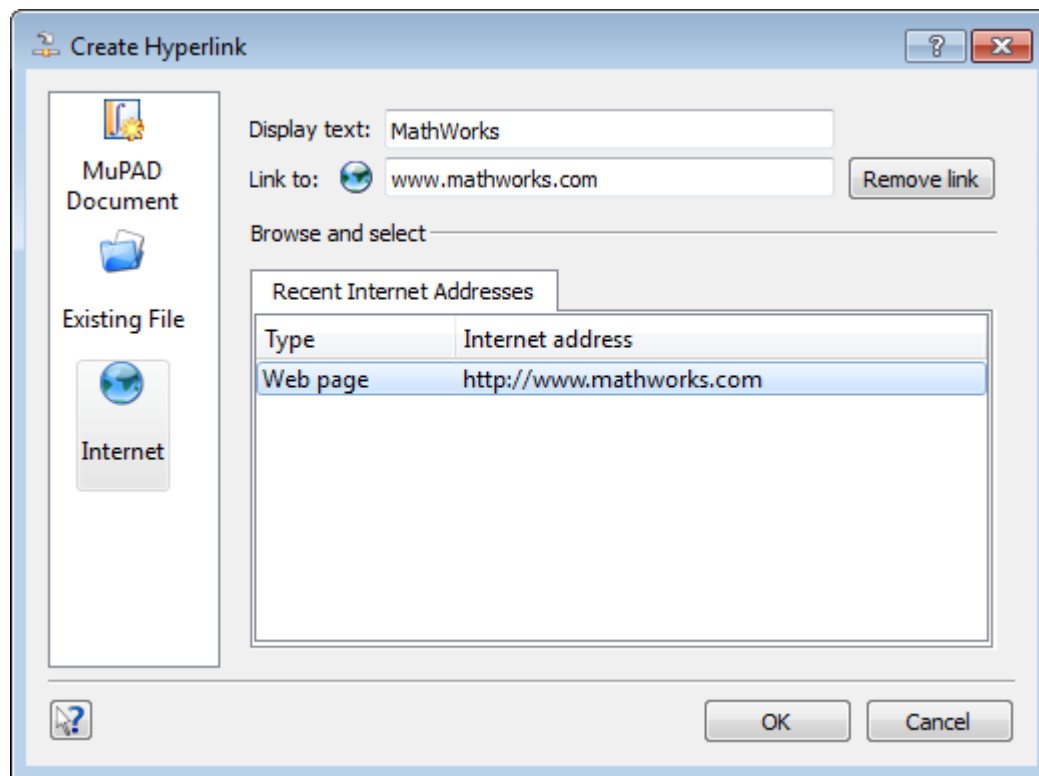 Create Hyperlink
MuPAD
Document
Existing File
Internet
Display text: MathWorks
Link to: www.mathworks.com Remove link
Browse and select
Recent Internet Addresses
Type Internet address
Web page http://www.mathworks.com
OK Cancel